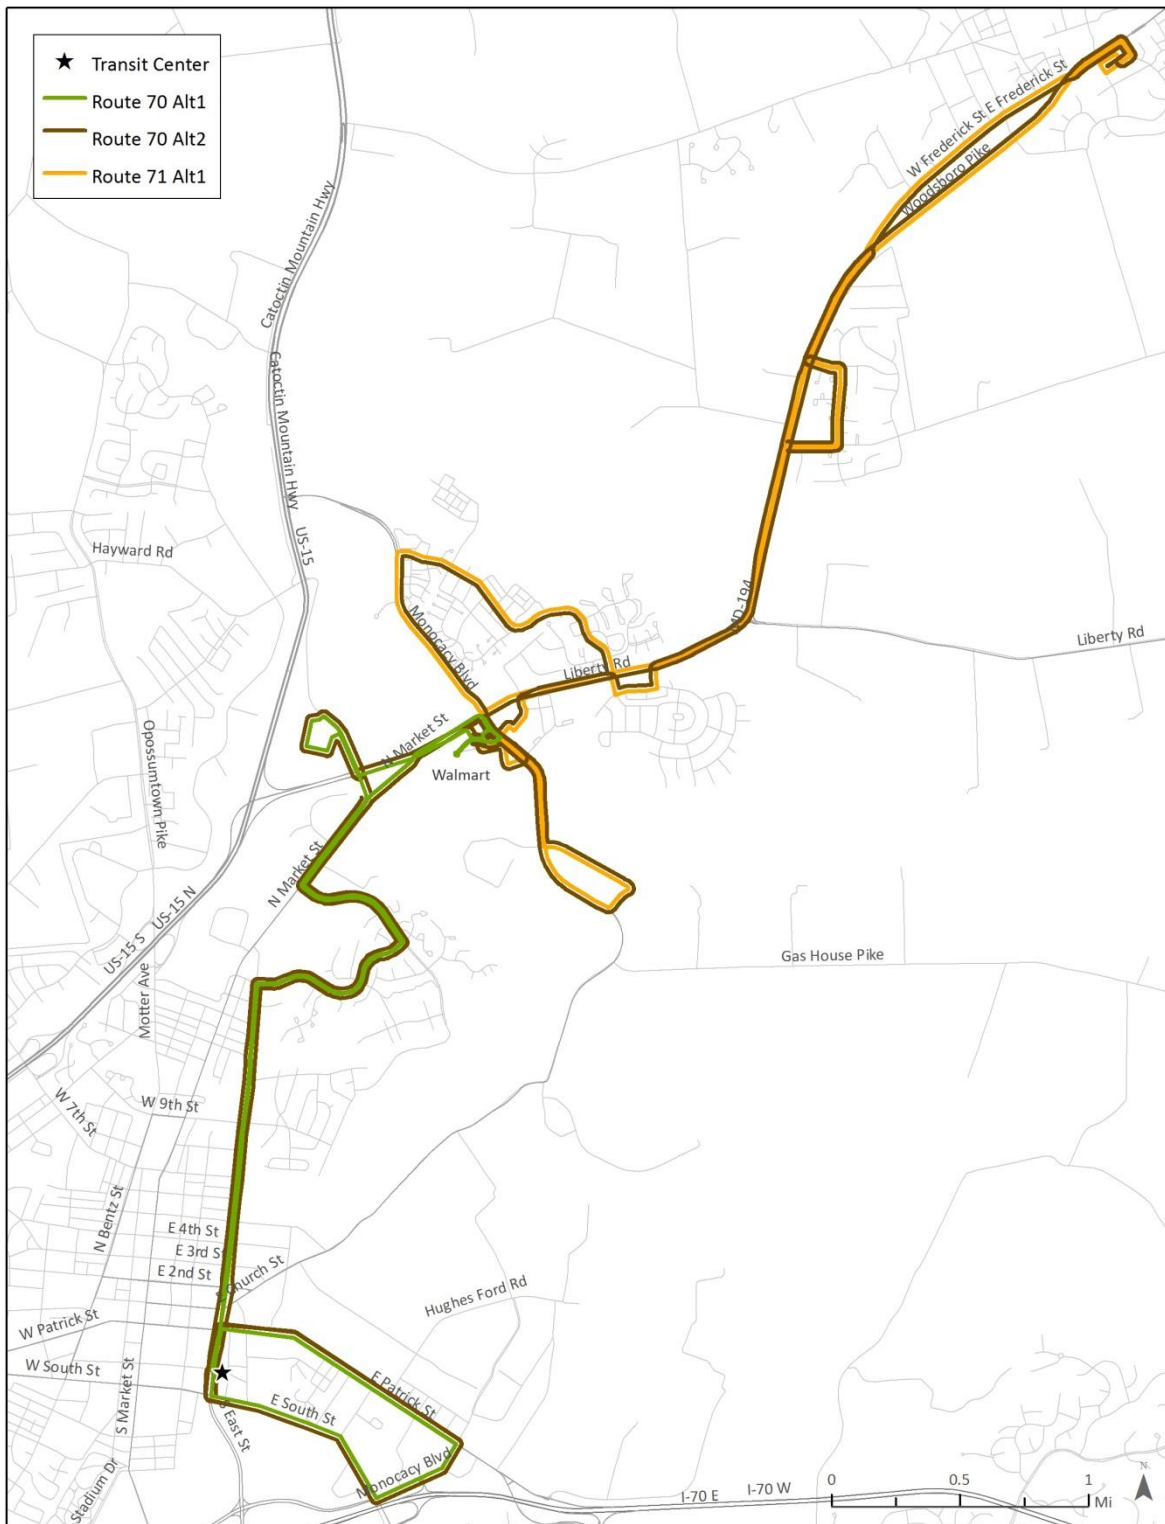 Transit Center
Route 70 Alt1
Route 70 Alt2
Route 71 Alt1
W Frederick St E Frederick St
Woodsboro Pike
Catoctin Mountain Hwy
Catoctin Mountain Hwy
US-15
Hayward Rd
MD-194
Monocacy Blvd
Liberty Rd
Liberty Rd
N Market St
Walmart
Opossumtown Pike
N Market St
US-15 S
US-15 N
Gas House Pike
Motter Ave
W 9th St
W 7th St
N Bentz St
E 4th St
E 3rd St
E 2nd St
E Church St
Hughes Ford Rd
W Patrick St
W South St
S Market St
E Patrick St
E South St
S East St
Monocacy Blvd
Stadium Dr
I-70 E
I-70 W
0 0.5 1
Mi
N